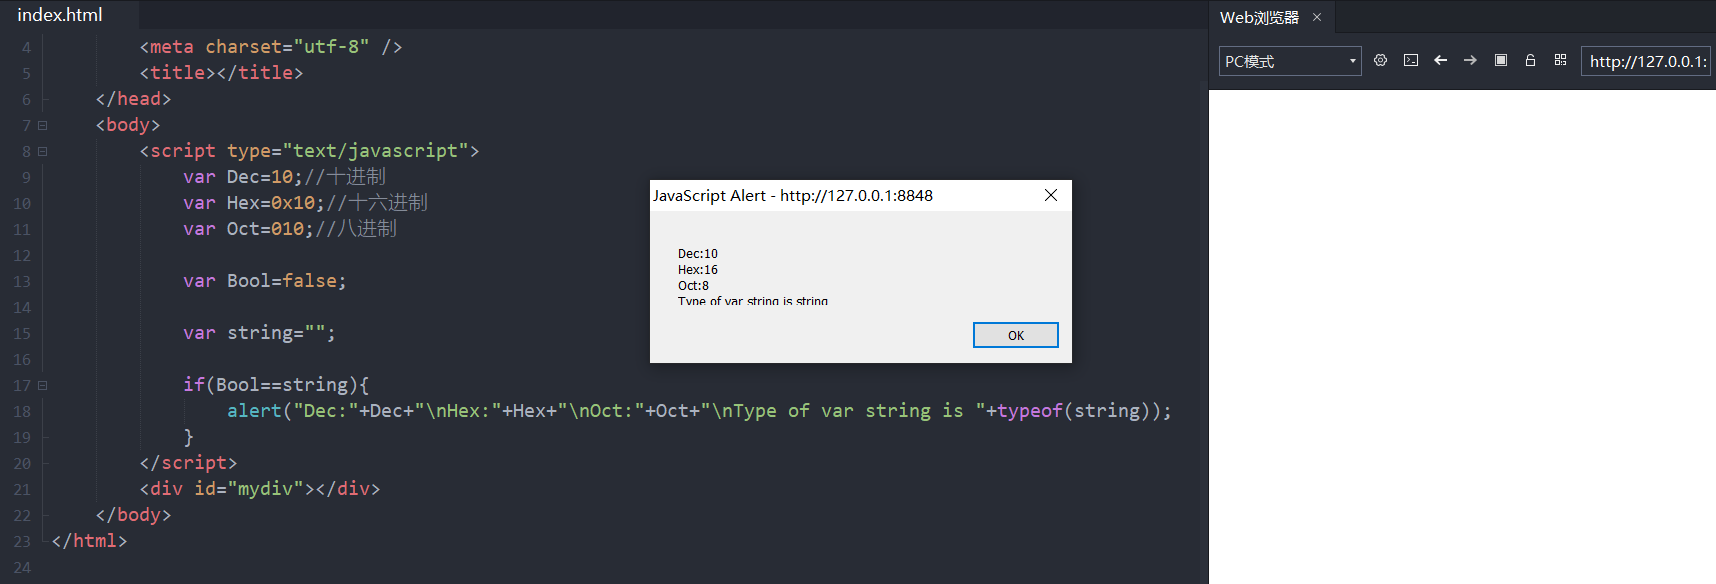 index.html
4 <meta charset="utf-8" />
5 <title></title>
6 </head>
7 <body>
8 <script type="text/javascript">
9 var Dec=10;//十进制
10 var Hex=0x10;//十六进制
11 var Oct=010;//八进制
12
13 var Bool=false;
14
15 var string="";
16
17 if(Bool==string){
18 alert("Dec:"+Dec+"\nHex:"+Hex+"\nOct:"+Oct+"\nType of var string is "+typeof(string));
19 }
20 </script>
21 <div id="mydiv"></div>
22 </body>
23 </html>
24
JavaScript Alert - http://127.0.0.1:8848
Dec:10
Hex:16
Oct:8
Type of var string is string
OK
Web浏览器
PC模式
http://127.0.0.1: